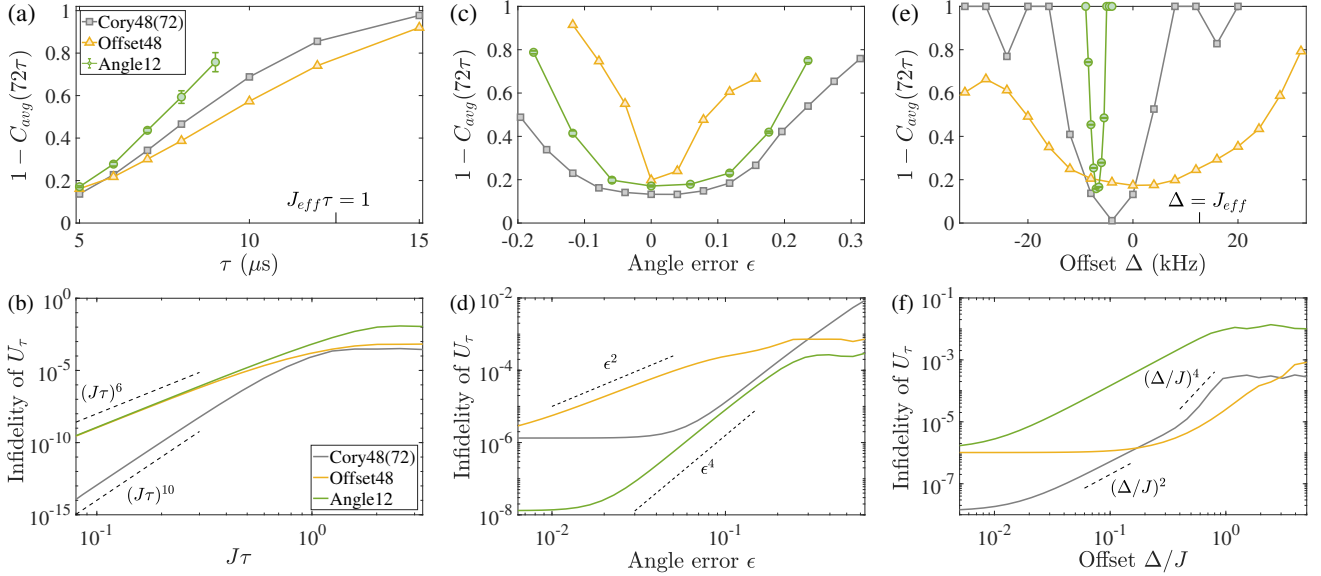 (a)
Cory48(72)
Offset48
Angle12
1 − C_avg(72τ)
1
0.8
0.6
0.4
0.2
0
J_eff τ = 1
5
10
15
τ (μs)
(c)
1 − C_avg(72τ)
1
0.8
0.6
0.4
0.2
0
-0.2
-0.1
0
0.1
0.2
0.3
Angle error ϵ
(e)
1 − C_avg(72τ)
1
0.8
0.6
0.4
0.2
0
Δ = J_eff
-20
0
20
Offset Δ (kHz)
(b)
Infidelity of U_τ
10^0
10^-5
10^-10
10^-15
(Jτ)^6
(Jτ)^10
Cory48(72)
Offset48
Angle12
10^-1
10^0
Jτ
(d)
Infidelity of U_τ
10^-2
10^-4
10^-6
10^-8
ϵ^2
ϵ^4
10^-2
10^-1
Angle error ϵ
(f)
Infidelity of U_τ
10^-1
10^-3
10^-5
10^-7
(Δ/J)^4
(Δ/J)^2
10^-2
10^-1
10^0
Offset Δ/J